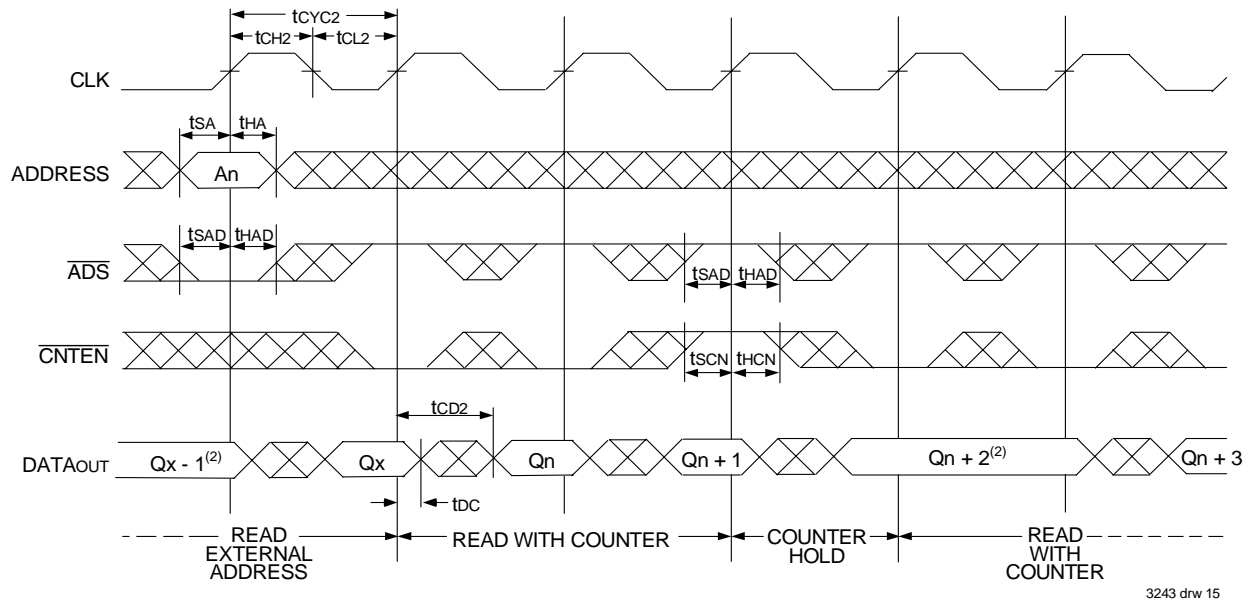 tCYC2
tCH2 tCL2
CLK
tSA tHA
ADDRESS An
tSAD tHAD
ADS
tSAD tHAD
CNTEN
tSCN tHCN
tCD2
DATAOUT Qx - 1(2) Qx Qn Qn + 1 Qn + 2(2) Qn + 3
tDC
READ EXTERNAL ADDRESS
READ WITH COUNTER
COUNTER HOLD
READ WITH COUNTER
3243 drw 15